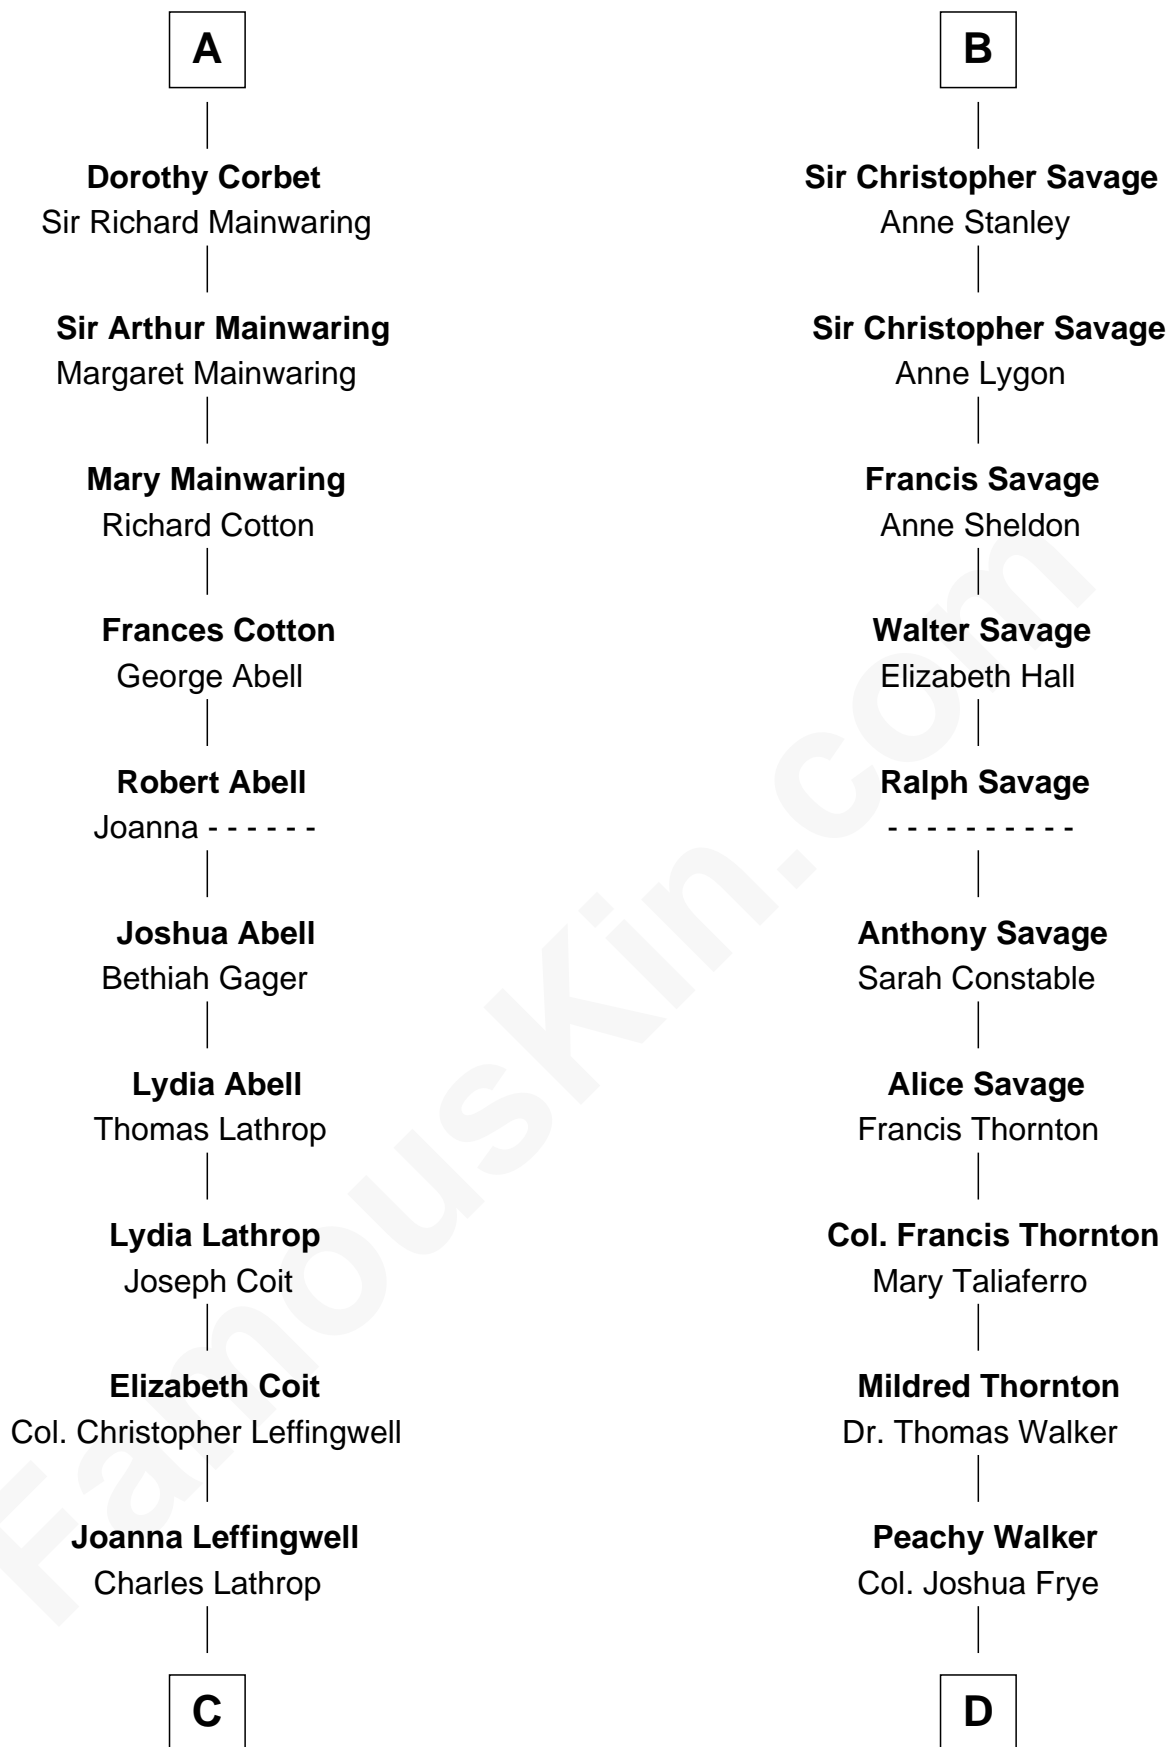 A
Dorothy Corbet
Sir Richard Mainwaring
Sir Arthur Mainwaring
Margaret Mainwaring
Mary Mainwaring
Richard Cotton
Frances Cotton
George Abell
Robert Abell
Joanna - - - - - -
Joshua Abell
Bethiah Gager
Lydia Abell
Thomas Lathrop
Lydia Lathrop
Joseph Coit
Elizabeth Coit
Col. Christopher Leffingwell
Joanna Leffingwell
Charles Lathrop
C
B
Sir Christopher Savage
Anne Stanley
Sir Christopher Savage
Anne Lygon
Francis Savage
Anne Sheldon
Walter Savage
Elizabeth Hall
Ralph Savage
- - - - - - - - - -
Anthony Savage
Sarah Constable
Alice Savage
Francis Thornton
Col. Francis Thornton
Mary Taliaferro
Mildred Thornton
Dr. Thomas Walker
Peachy Walker
Col. Joshua Frye
D
FamousKin.com